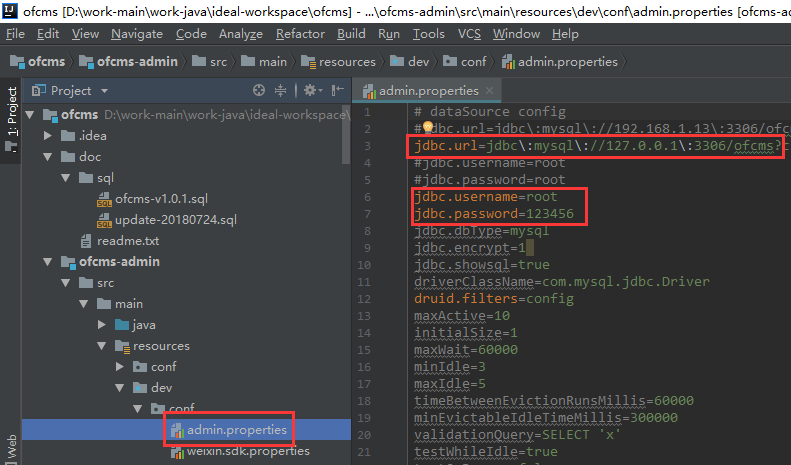 ofcms [D:\work-main\work-java\ideal-workspace\ofcms] - ...\ofcms-admin\src\main\resources\dev\conf\admin.properties [ofcms-a
File Edit View Navigate Code Analyze Refactor Build Run Tools VCS Window Help
ofcms ofcms-admin src main resources dev conf admin.properties
1: Project
Web
Project
ofcms D:\work-main\work-java\ideal-workspace\
.idea
doc
sql
ofcms-v1.0.1.sql
update-20180724.sql
readme.txt
ofcms-admin
src
main
java
resources
conf
dev
conf
admin.properties
weixin.sdk.properties
admin.properties
1 # dataSource config
2 # dbc.url=jdbc\:mysql\://192.168.1.13\:3306/ofc
3 jdbc.url=jdbc\:mysql\://127.0.0.1\:3306/ofcms?
4 #jdbc.username=root
5 #jdbc.password=root
6 jdbc.username=root
7 jdbc.password=123456
8 jdbc.dbType=mysql
9 jdbc.encrypt=1
10 jdbc.showsql=true
11 driverClassName=com.mysql.jdbc.Driver
12 druid.filters=config
13 maxActive=10
14 initialSize=1
15 maxWait=60000
16 minIdle=3
17 maxIdle=5
18 timeBetweenEvictionRunsMillis=60000
19 minEvictableIdleTimeMillis=300000
20 validationQuery=SELECT 'x'
21 testWhileIdle=true